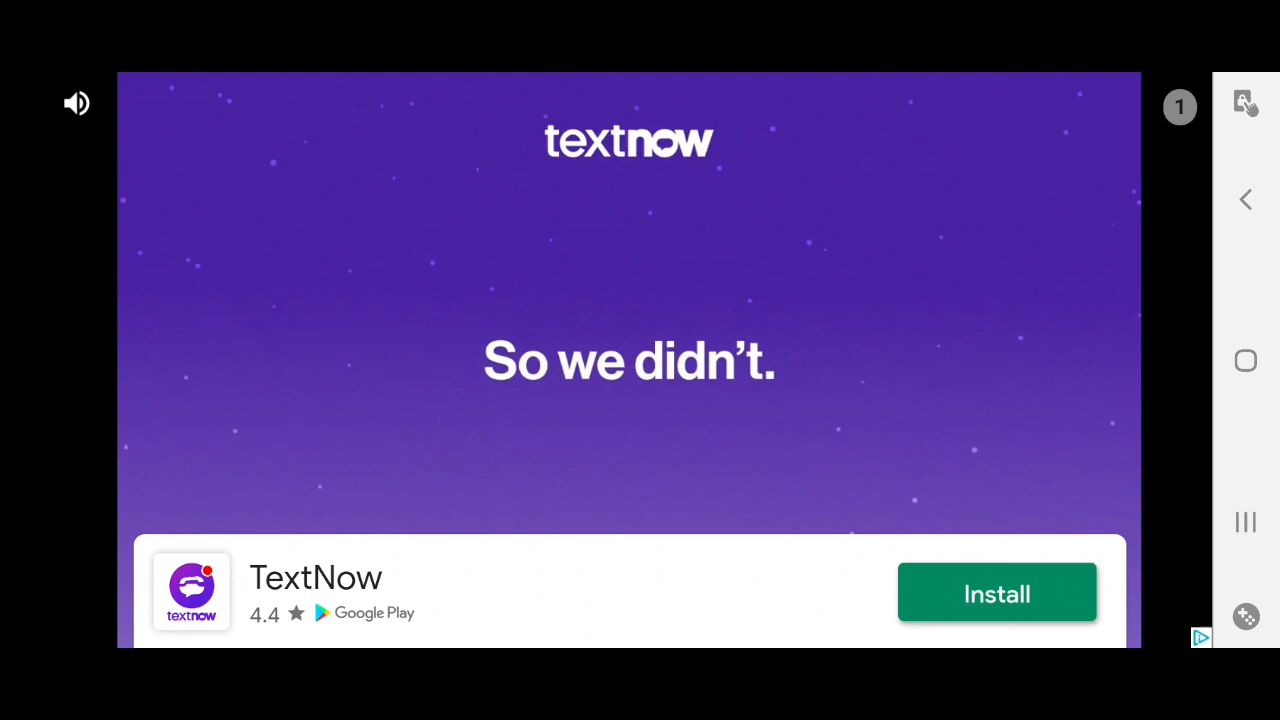 textnow
1
So we didn't.
textnow
TextNow
4.4 ★ Google Play
Install